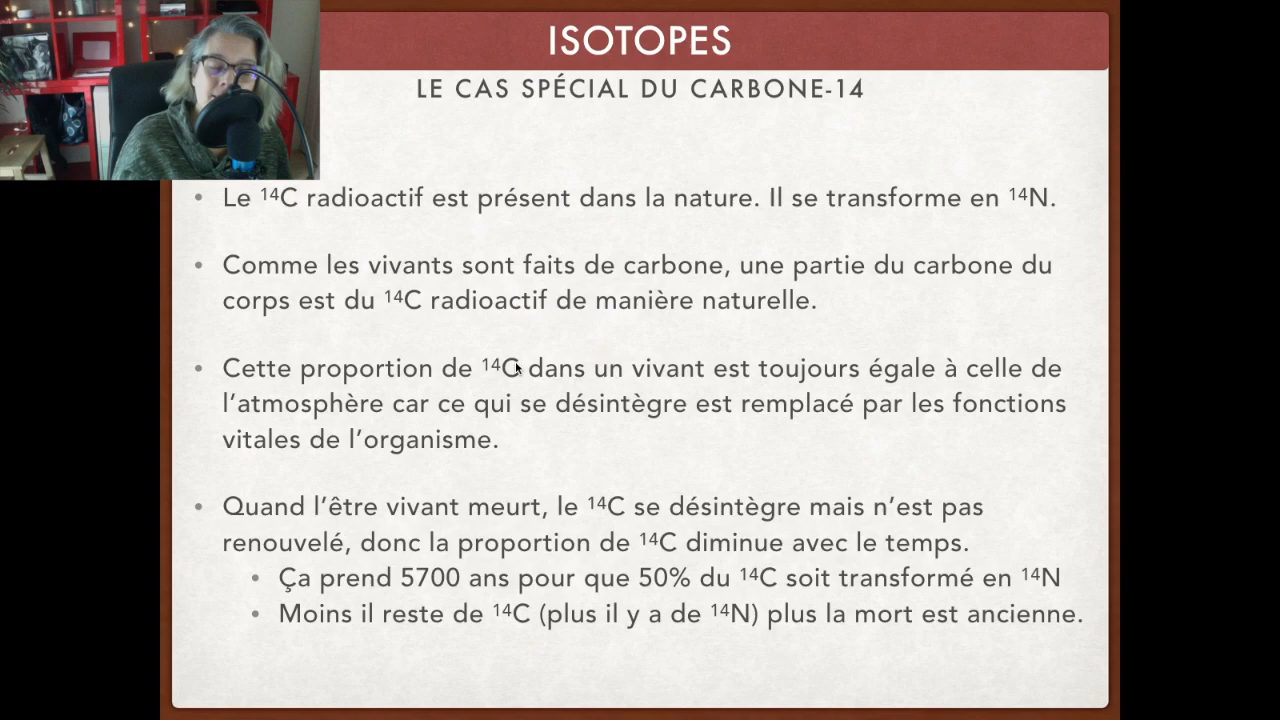 ISOTOPES
LE CAS SPÉCIAL DU CARBONE-14
• Le ¹⁴C radioactif est présent dans la nature. Il se transforme en ¹⁴N.
• Comme les vivants sont faits de carbone, une partie du carbone du
corps est du ¹⁴C radioactif de manière naturelle.
• Cette proportion de ¹⁴C dans un vivant est toujours égale à celle de
l’atmosphère car ce qui se désintègre est remplacé par les fonctions
vitales de l’organisme.
• Quand l’être vivant meurt, le ¹⁴C se désintègre mais n’est pas
renouvelé, donc la proportion de ¹⁴C diminue avec le temps.
• Ça prend 5700 ans pour que 50% du ¹⁴C soit transformé en ¹⁴N
• Moins il reste de ¹⁴C (plus il y a de ¹⁴N) plus la mort est ancienne.